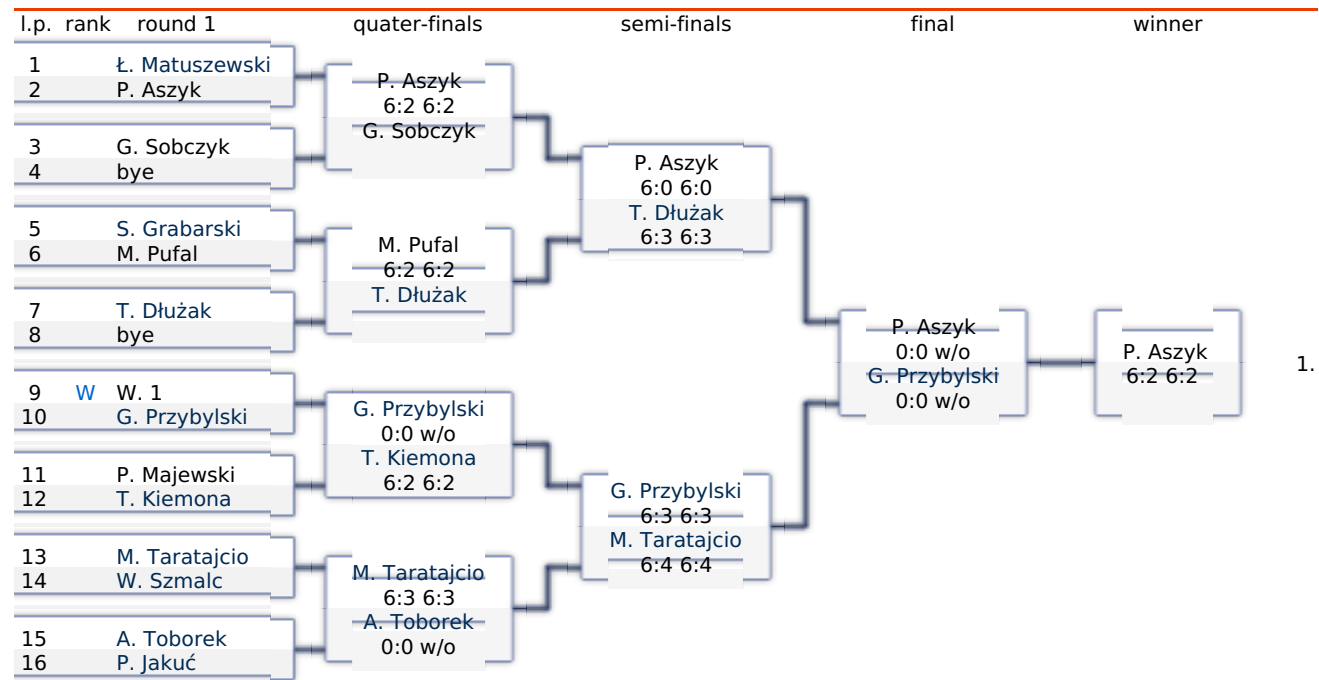 l.p. rank round 1 quater-finals semi-finals final winner
1 Ł. Matuszewski
2 P. Aszyk
3 G. Sobczyk
4 bye
5 S. Grabarski
6 M. Pufal
7 T. Dłużak
8 bye
9 W W. 1
10 G. Przybylski
11 P. Majewski
12 T. Kiemona
13 M. Taratajcio
14 W. Szmalc
15 A. Toborek
16 P. Jakuć
P. Aszyk
6:2 6:2
G. Sobczyk
M. Pufal
6:2 6:2
T. Dłużak
G. Przybylski
0:0 w/o
T. Kiemona
6:2 6:2
M. Taratajcio
6:3 6:3
A. Toborek
0:0 w/o
P. Aszyk
6:0 6:0
T. Dłużak
6:3 6:3
G. Przybylski
6:3 6:3
M. Taratajcio
6:4 6:4
P. Aszyk
0:0 w/o
G. Przybylski
0:0 w/o
P. Aszyk
6:2 6:2
1.